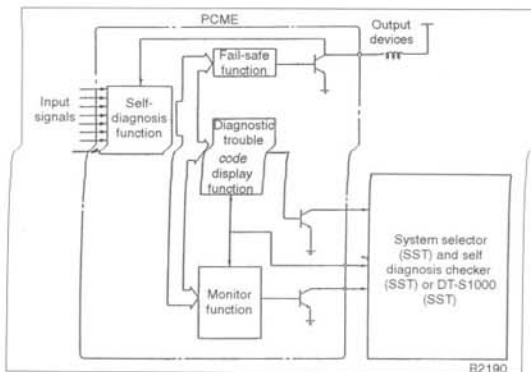 PCME
Output
devices
Fail-safe
function
Input
signals
Self-
diagnosis
function
Diagnostic
trouble
code
display
function
System selector
(SST) and self
diagnosis checker
(SST) or DT-S1000
(SST)
Monitor
function
B2190